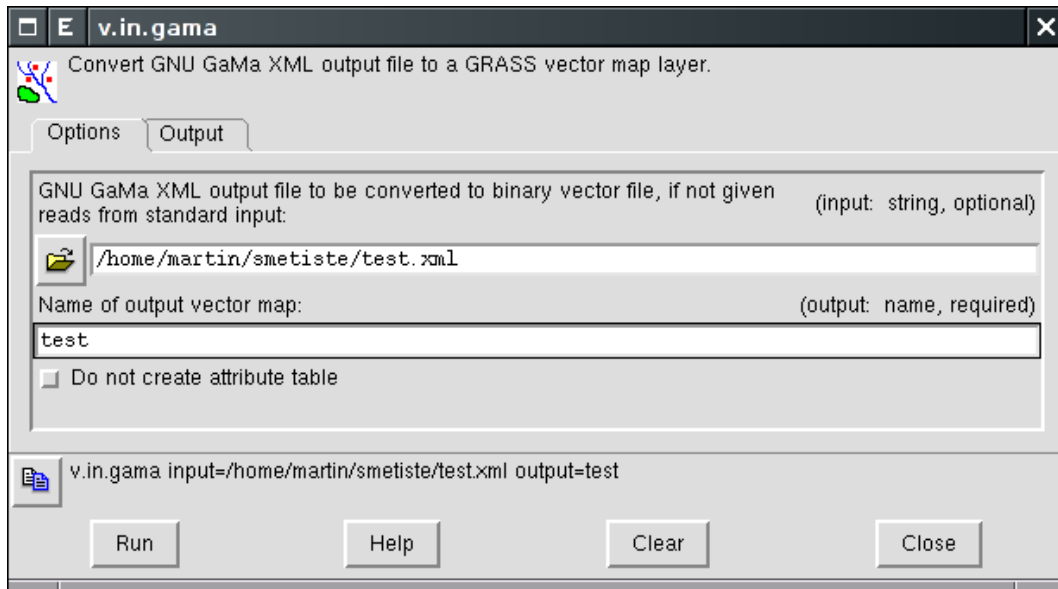 E v.in.gama X
Convert GNU GaMa XML output file to a GRASS vector map layer.
Options Output
GNU GaMa XML output file to be converted to binary vector file, if not given
reads from standard input:
(input: string, optional)
/home/martin/smetiste/test.xml
Name of output vector map: (output: name, required)
test
Do not create attribute table
v.in.gama input=/home/martin/smetiste/test.xml output=test
Run Help Clear Close